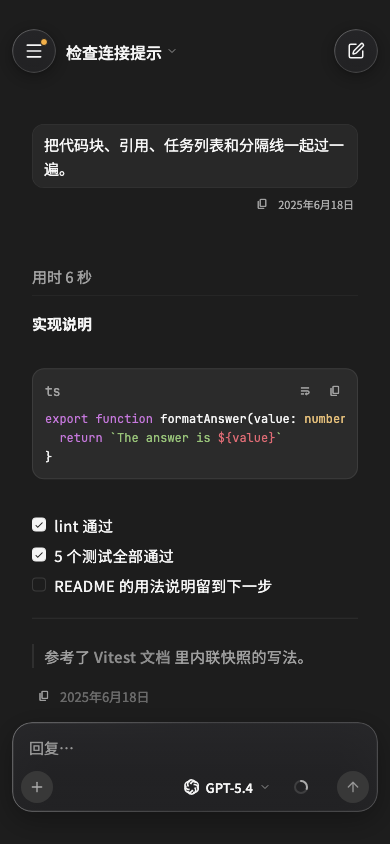 检查连接提示
把代码块、引用、任务列表和分隔线一起过一
遍。
2025年6月18日
用时 6 秒
实现说明
ts
export function formatAnswer(value: number
  return `The answer is ${value}`
}
lint 通过
5 个测试全部通过
README 的用法说明留到下一步
参考了 Vitest 文档 里内联快照的写法。
2025年6月18日
回复…
GPT-5.4